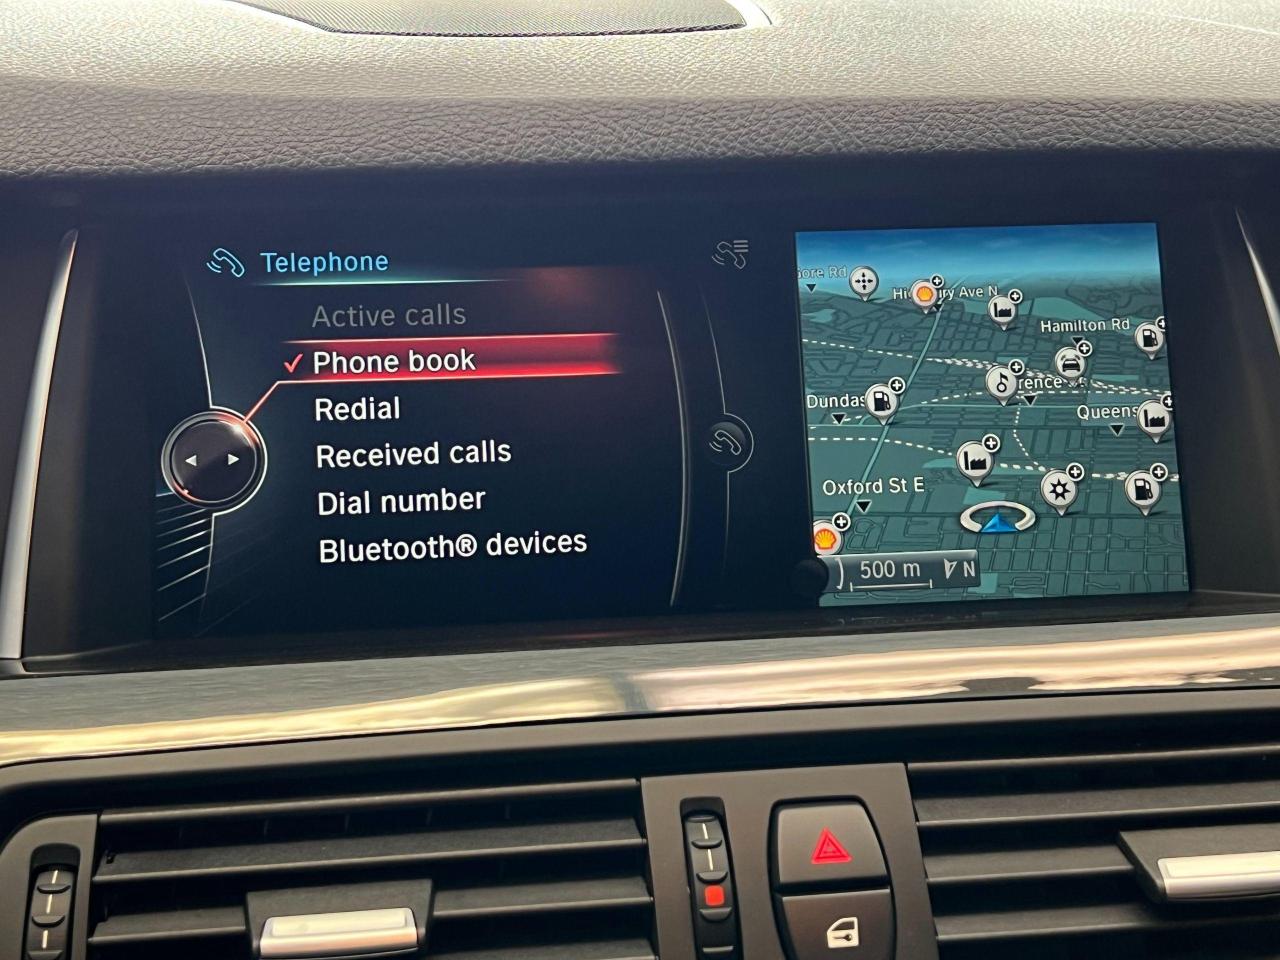 Telephone
Active calls
Phone book
Redial
Received calls
Dial number
Bluetooth® devices
Ave N
Hamilton Rd
Dundas
Queens
Oxford St E
500 m
N